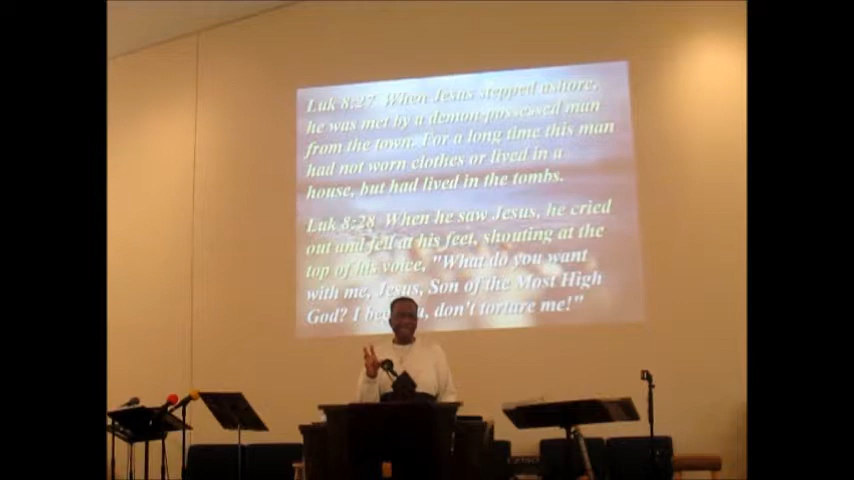 Luk 8:27 When Jesus stepped ashore,
he was met by a demon-possessed man
from the town. For a long time this man
had not worn clothes or lived in a
house, but had lived in the tombs.
Luk 8:28 When he saw Jesus, he cried
out and fell at his feet, shouting at the
top of his voice, "What do you want
with me, Jesus, Son of the Most High
God? I beg you, don't torture me!"